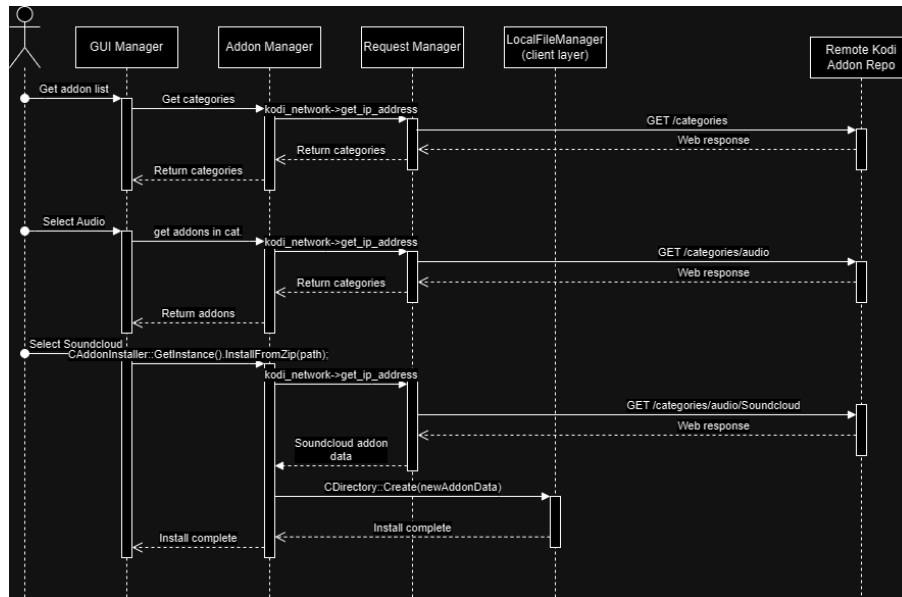 GUI Manager
Addon Manager
Request Manager
LocalFileManager
(client layer)
Remote Kodi
Addon Repo
Get addon list
Get categories
kodi_network->get_ip_address
GET /categories
Web response
Return categories
Return categories
Select Audio
get addons in cat.
kodi_network->get_ip_address
GET /categories/audio
Web response
Return categories
Return addons
Select Soundcloud
CAddonInstaller::GetInstance().InstallFromZip(path);
kodi_network->get_ip_address
GET /categories/audio/Soundcloud
Web response
Soundcloud addon
data
CDirectory::Create(newAddonData)
Install complete
Install complete